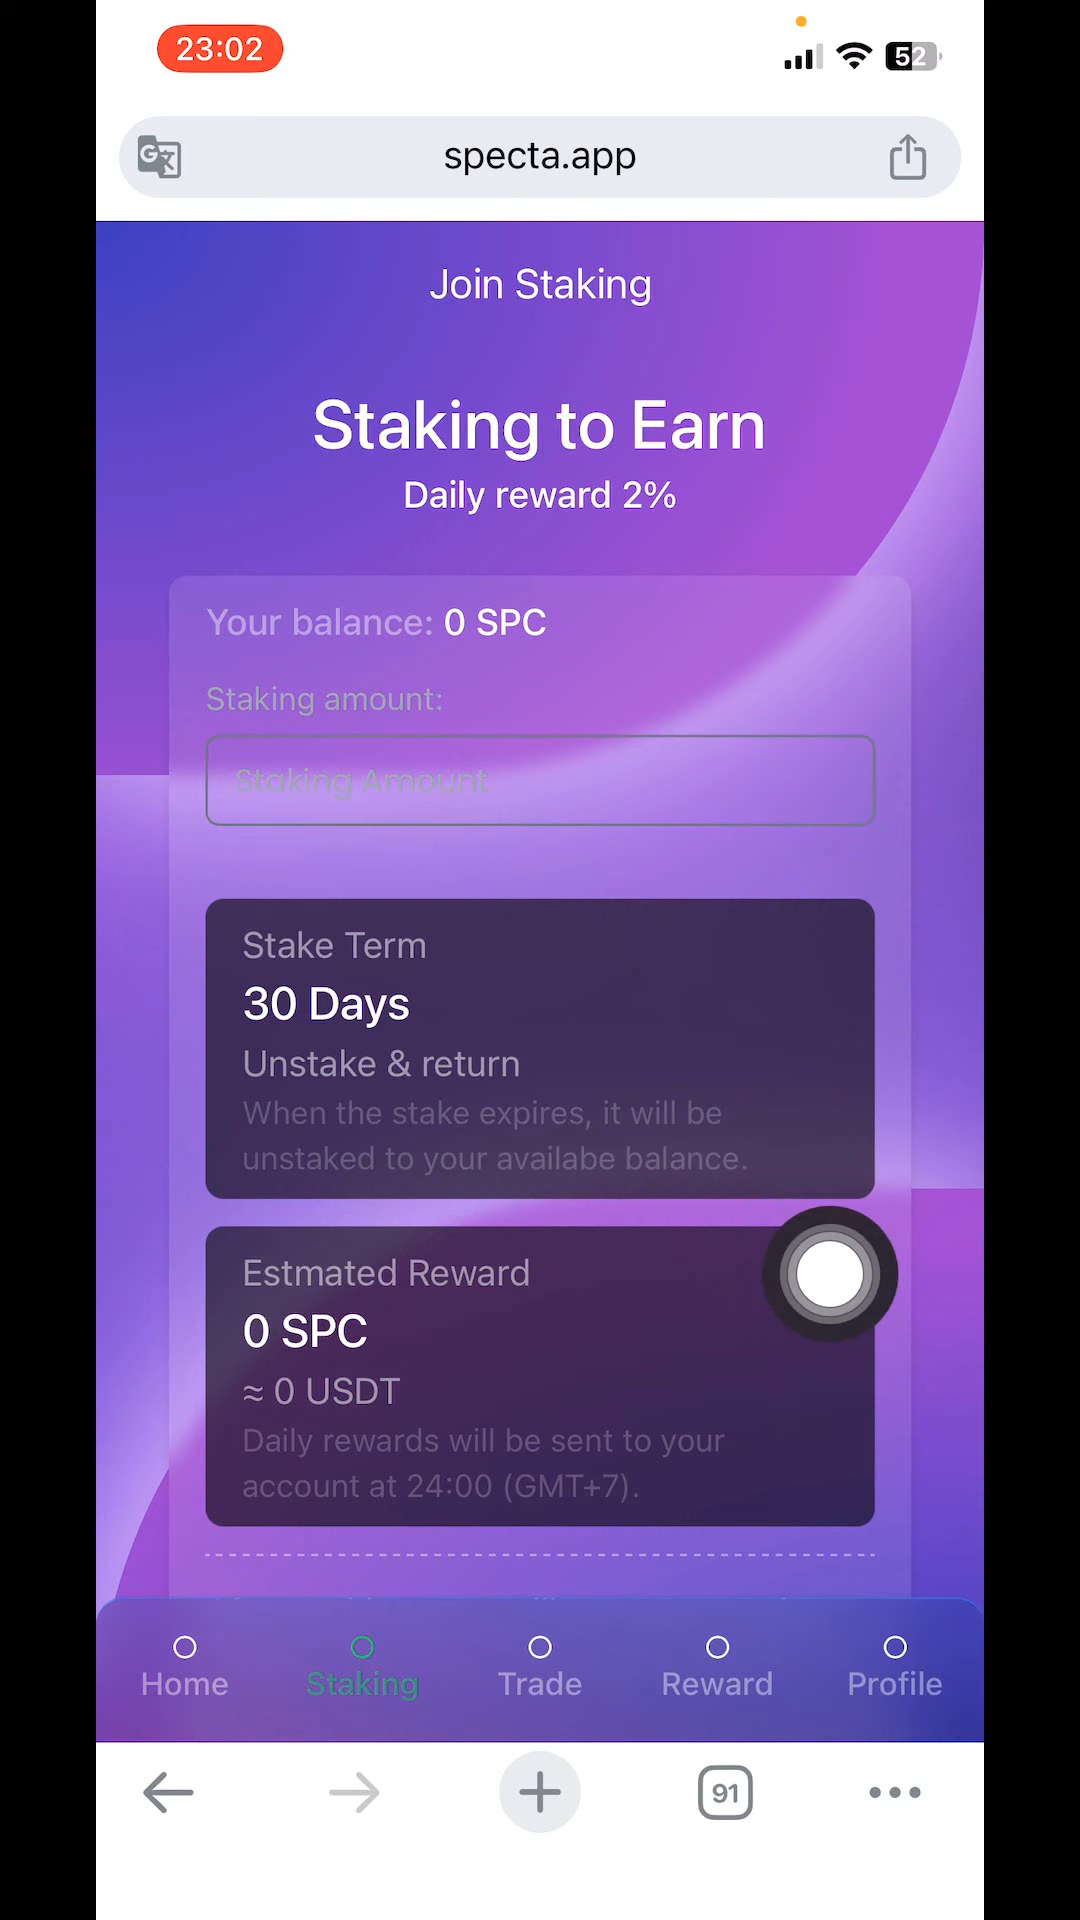 23:02
52
specta.app
Join Staking
Staking to Earn
Daily reward 2%
Your balance: 0 SPC
Staking amount:
Staking Amount
Stake Term
30 Days
Unstake & return
When the stake expires, it will be
unstaked to your availabe balance.
Estmated Reward
0 SPC
≈ 0 USDT
Daily rewards will be sent to your
account at 24:00 (GMT+7).
Home
Staking
Trade
Reward
Profile
91